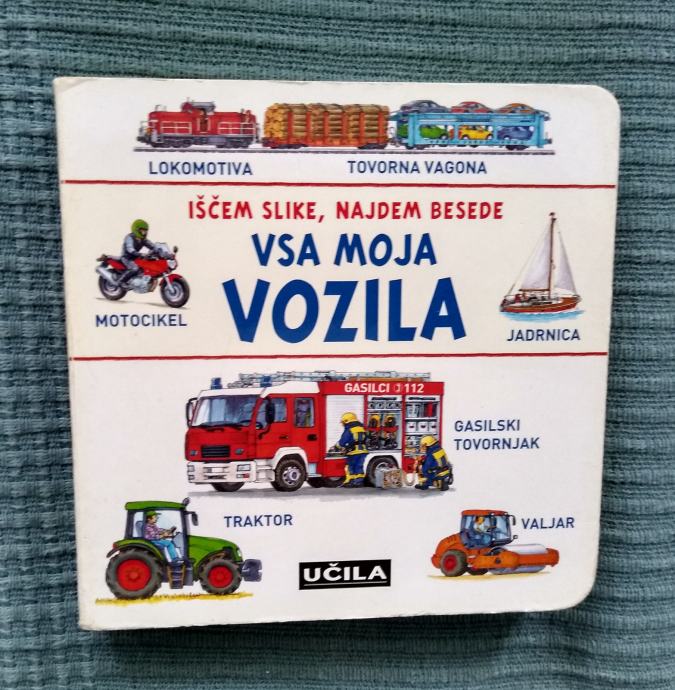 LOKOMOTIVA
TOVORNA VAGONA
IŠČEM SLIKE, NAJDEM BESEDE
VSA MOJA
VOZILA
MOTOCIKEL
JADRNICA
GASILCI 112
GASILSKI
TOVORNJAK
TRAKTOR
VALJAR
UČILA